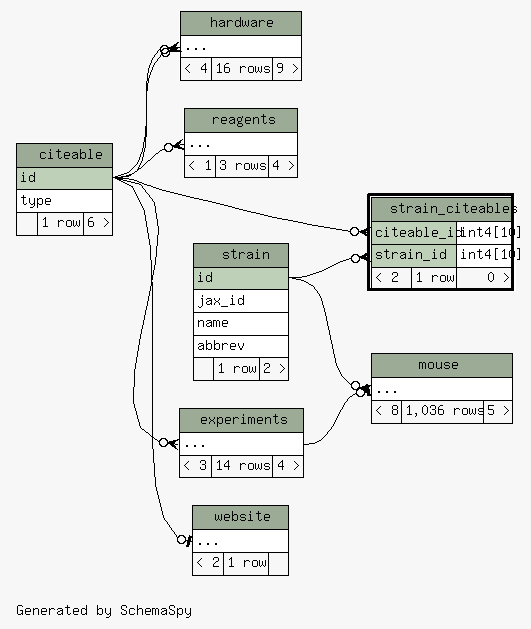 hardware
...
< 4 16 rows 9 >
reagents
...
< 1 3 rows 4 >
citeable
id
type
1 row 6 >
strain_citeables
citeable_id int4[10]
strain_id int4[10]
< 2 1 row 0 >
strain
id
jax_id
name
abbrev
1 row 2 >
mouse
...
< 8 1,036 rows 5 >
experiments
...
< 3 14 rows 4 >
website
...
< 2 1 row
Generated by SchemaSpy